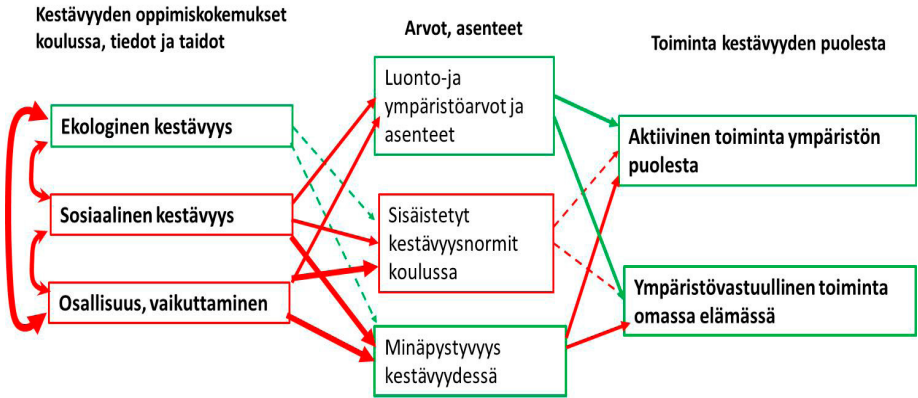 Kestävyyden oppimiskokemukset
koulussa, tiedot ja taidot
Ekologinen kestävyys
Sosiaalinen kestävyys
Osallisuus, vaikuttaminen
Arvot, asenteet
Luonto-ja
ympäristöarvot ja
asenteet
Sisäistetyt
kestävyysnormit
koulussa
Minäpystyvyys
kestävyydessä
Toiminta kestävyyden puolesta
Aktiivinen toiminta ympäristön
puolesta
Ympäristövastuullinen toiminta
omassa elämässä